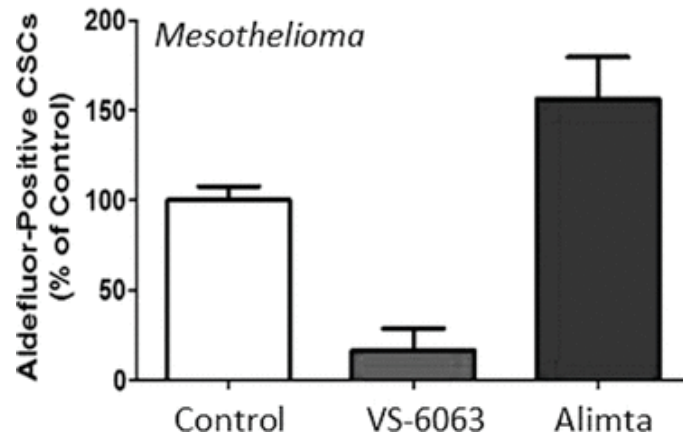 Mesothelioma
Aldefluor-Positive CSCs
(% of Control)
200
150
100
50
0
Control VS-6063 Alimta